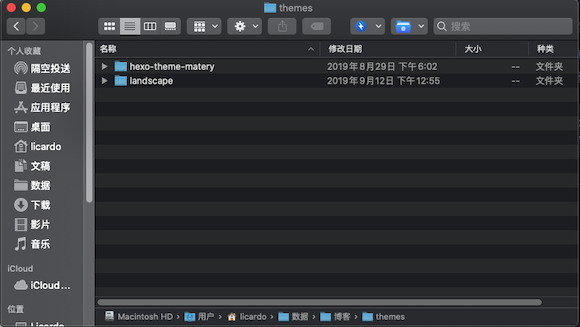 themes
搜索
个人收藏
隔空投送
最近使用
应用程序
桌面
licardo
文稿
数据
下载
影片
音乐
iCloud
iCloud…
位置
Licardo
名称 修改日期 大小 种类
hexo-theme-matery 2019年8月29日 下午6:02 -- 文件夹
landscape 2019年9月12日 下午12:55 -- 文件夹
Macintosh HD › 用户 › licardo › 数据 › 博客 › themes